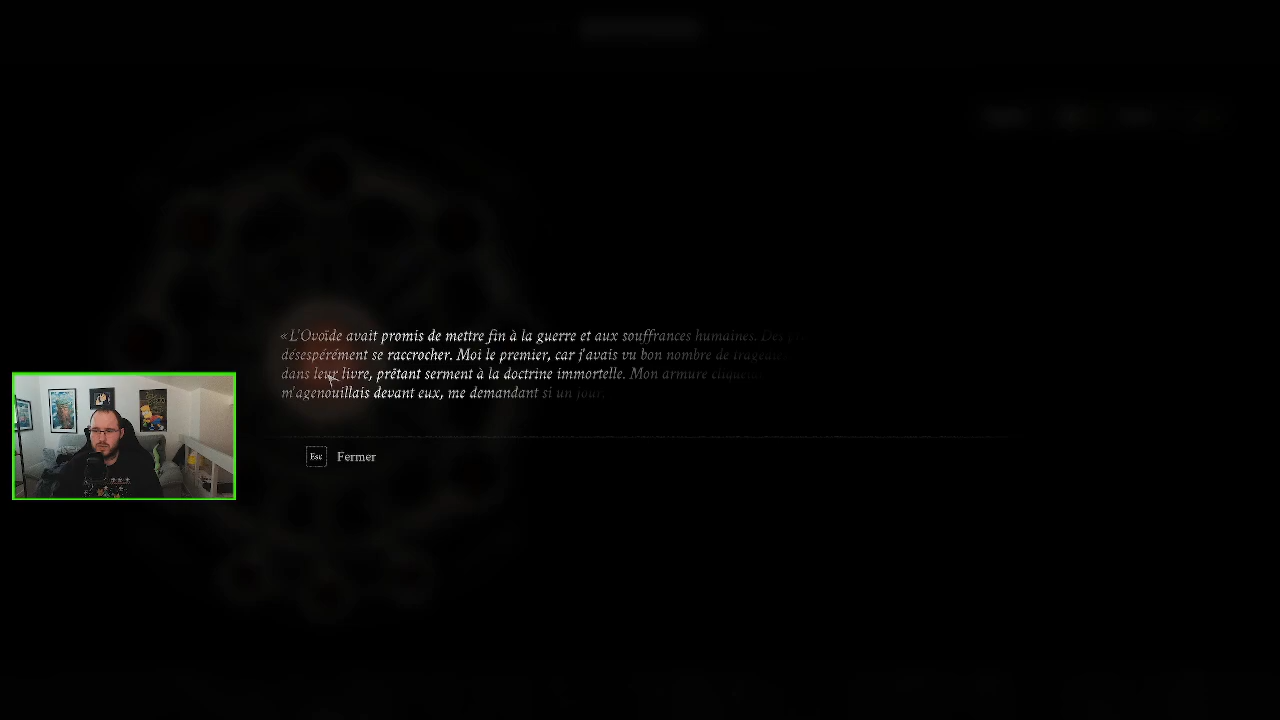 « L'Ovoïde avait promis de mettre fin à la guerre et aux souffrances humaines. Des
désespérément se raccrocher. Moi le premier, car j'avais vu bon nombre de
dans leur livre, prêtant serment à la doctrine immortelle. Mon armure
m'agenouillais devant eux, me demandant si un jour.
Esc Fermer